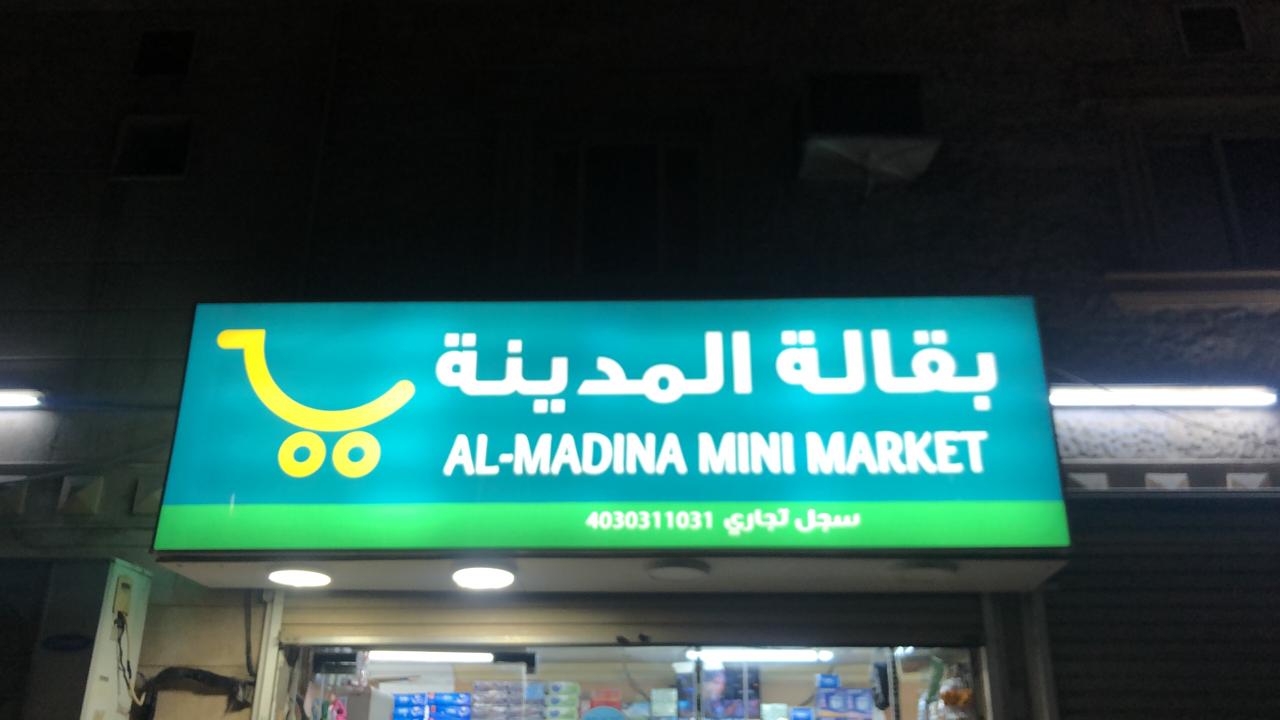 بقالة المدينة
AL-MADINA MINI MARKET
سجل تجاري 4030311031